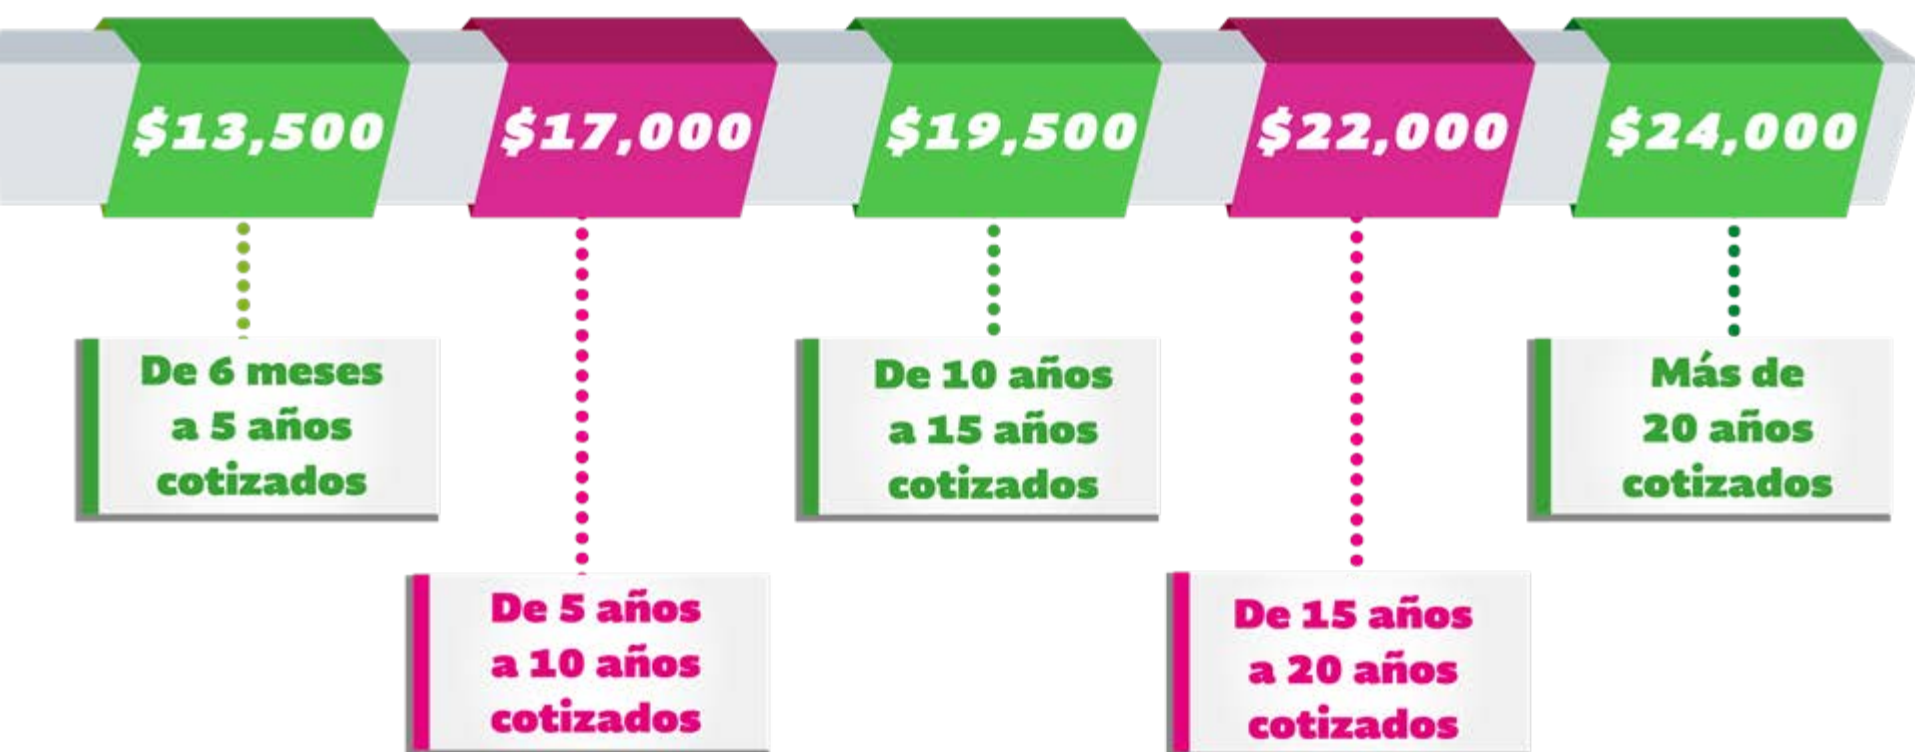 $13,500
$17,000
$19,500
$22,000
$24,000
De 6 meses
a 5 años
cotizados
De 10 años
a 15 años
cotizados
Más de
20 años
cotizados
De 5 años
a 10 años
cotizados
De 15 años
a 20 años
cotizados